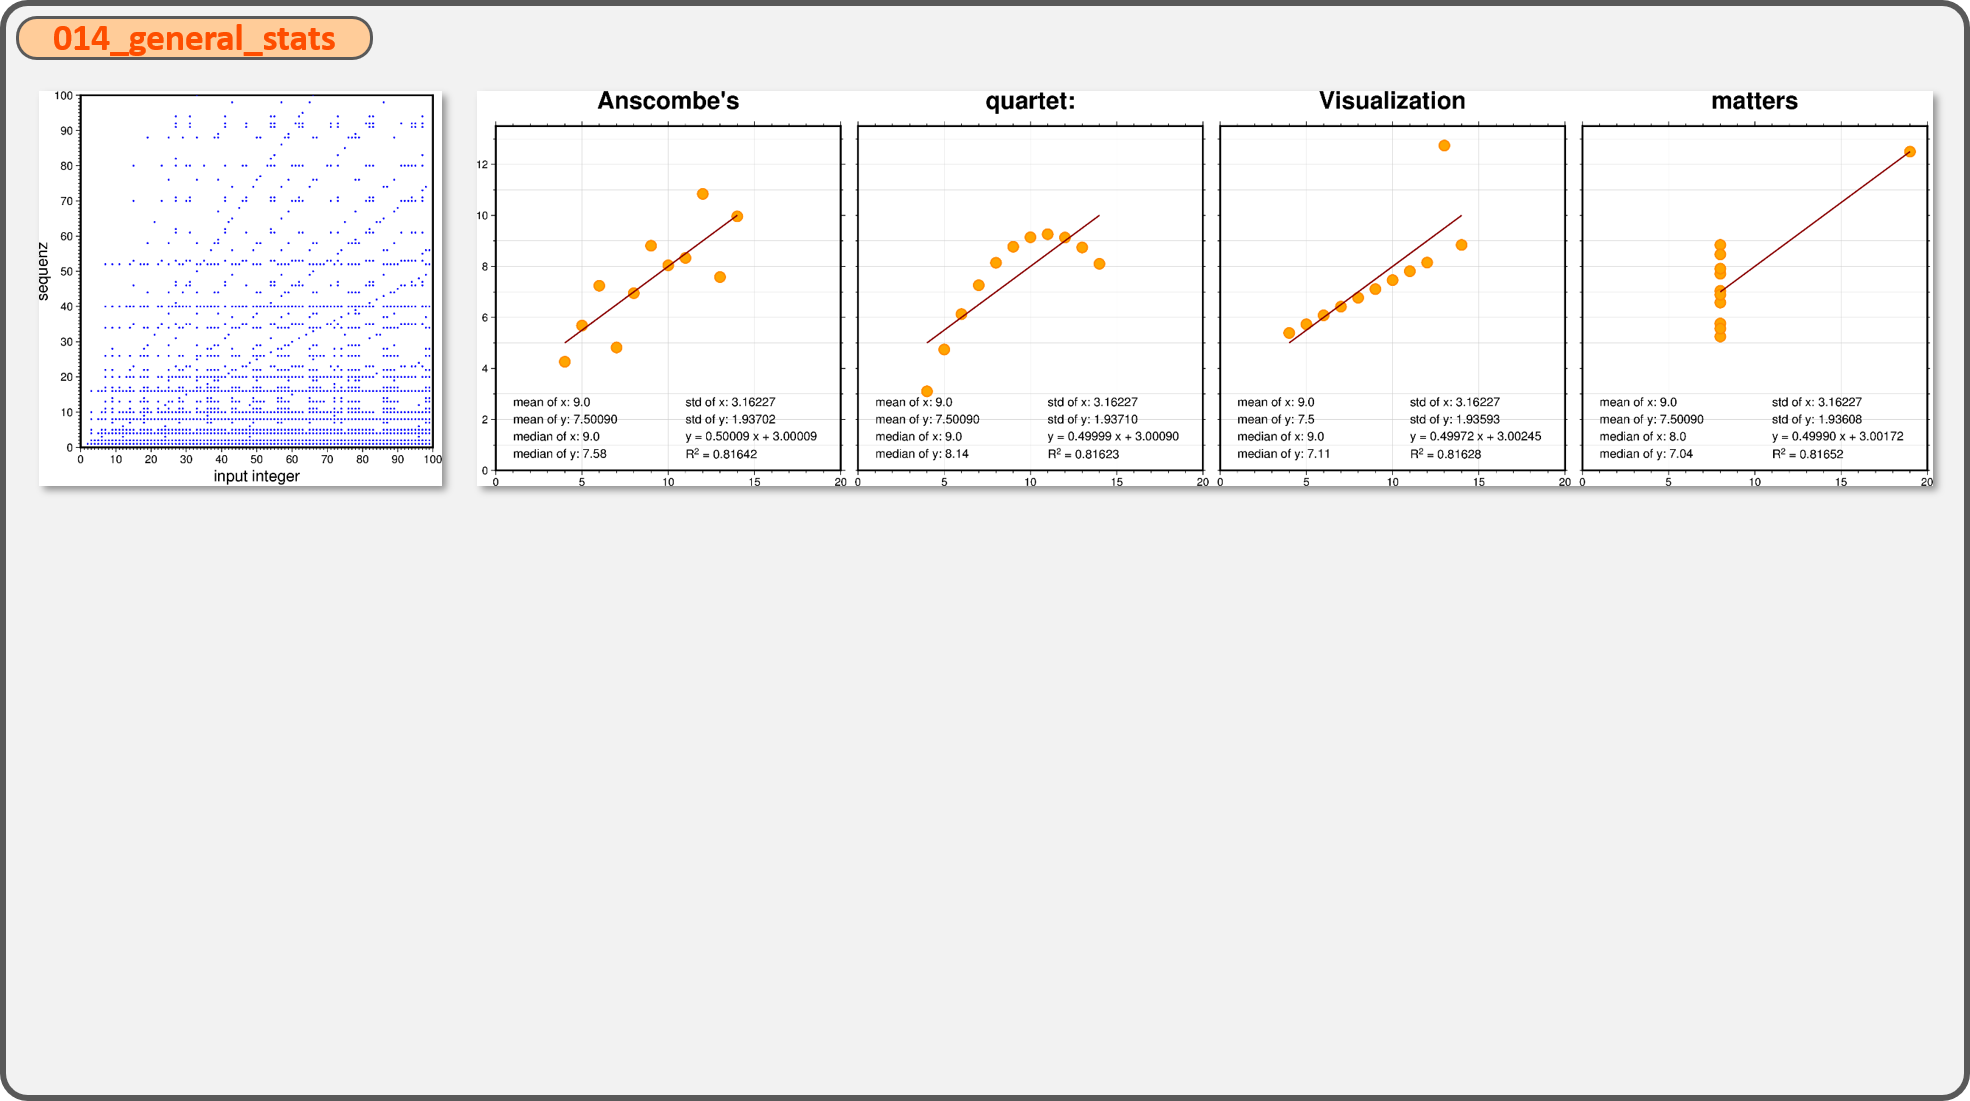 014_general_stats
100
90
80
70
60
50
40
30
20
10
0
sequenz
0 10 20 30 40 50 60 70 80 90 100
input integer
Anscombe's quartet: Visualization matters
12
10
8
6
4
2
0
mean of x: 9.0 std of x: 3.16227
mean of y: 7.50090 std of y: 1.93702
median of x: 9.0 y = 0.50009 x + 3.00009
median of y: 7.58 R² = 0.81642
0 5 10 15 20
mean of x: 9.0 std of x: 3.16227
mean of y: 7.50090 std of y: 1.93710
median of x: 9.0 y = 0.49999 x + 3.00090
median of y: 8.14 R² = 0.81623
0 5 10 15 20
mean of x: 9.0 std of x: 3.16227
mean of y: 7.5 std of y: 1.93593
median of x: 9.0 y = 0.49972 x + 3.00245
median of y: 7.11 R² = 0.81628
0 5 10 15 20
mean of x: 9.0 std of x: 3.16227
mean of y: 7.50090 std of y: 1.93608
median of x: 8.0 y = 0.49990 x + 3.00172
median of y: 7.04 R² = 0.81652
0 5 10 15 20